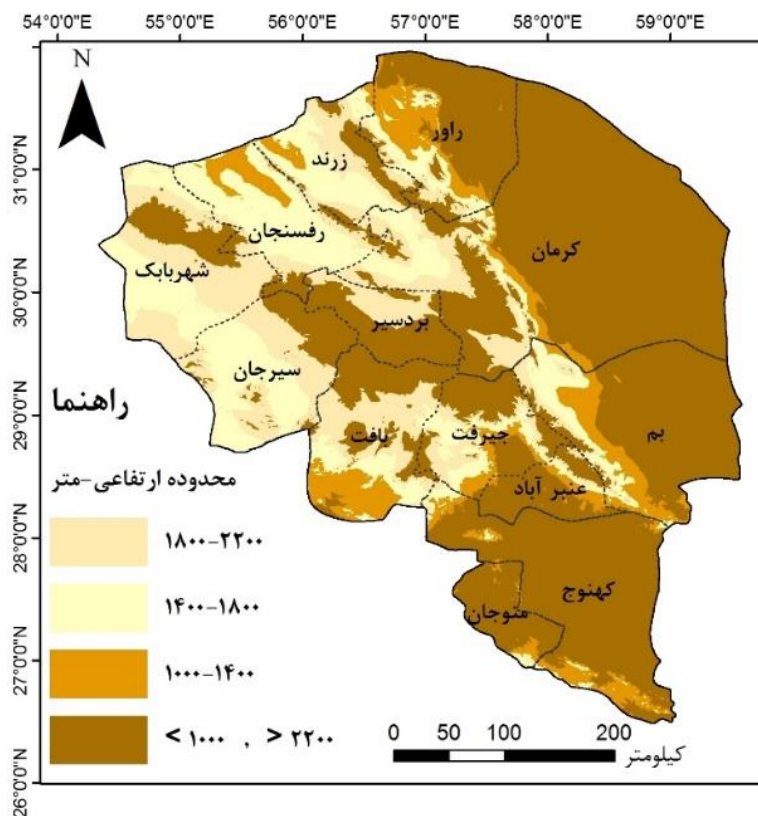 54°0'0"E 55°0'0"E 56°0'0"E 57°0'0"E 58°0'0"E 59°0'0"E
N
31°0'0"N
30°0'0"N
29°0'0"N
28°0'0"N
27°0'0"N
26°0'0"N
راور
زرند
رفسنجان
کرمان
شهربابک
بردسیر
سیرجان
بافت
جیرفت
بم
عنبر آباد
کهنوج
منوجان
راهنما
محدوده ارتفاعی-متر
۱۸۰۰-۲۲۰۰
۱۴۰۰-۱۸۰۰
۱۰۰۰-۱۴۰۰
< ۱۰۰۰ , > ۲۲۰۰
0 50 100 200
کیلومتر